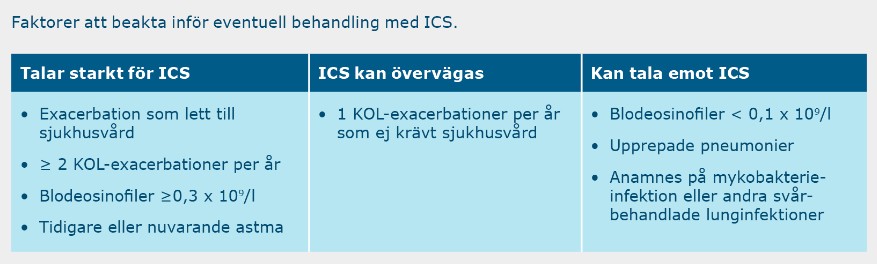 Faktorer att beakta inför eventuell behandling med ICS.
Talar starkt för ICS
• Exacerbation som lett till
sjukhusvård
• ≥ 2 KOL-exacerbationer per år
• Blodeosinofiler ≥0,3 x 10⁹/l
• Tidigare eller nuvarande astma
ICS kan övervägas
• 1 KOL-exacerbationer per år
som ej krävt sjukhusvård
Kan tala emot ICS
• Blodeosinofiler < 0,1 x 10⁹/l
• Upprepade pneumonier
• Anamnes på mykobakterie-
infektion eller andra svår-
behandlade lunginfektioner